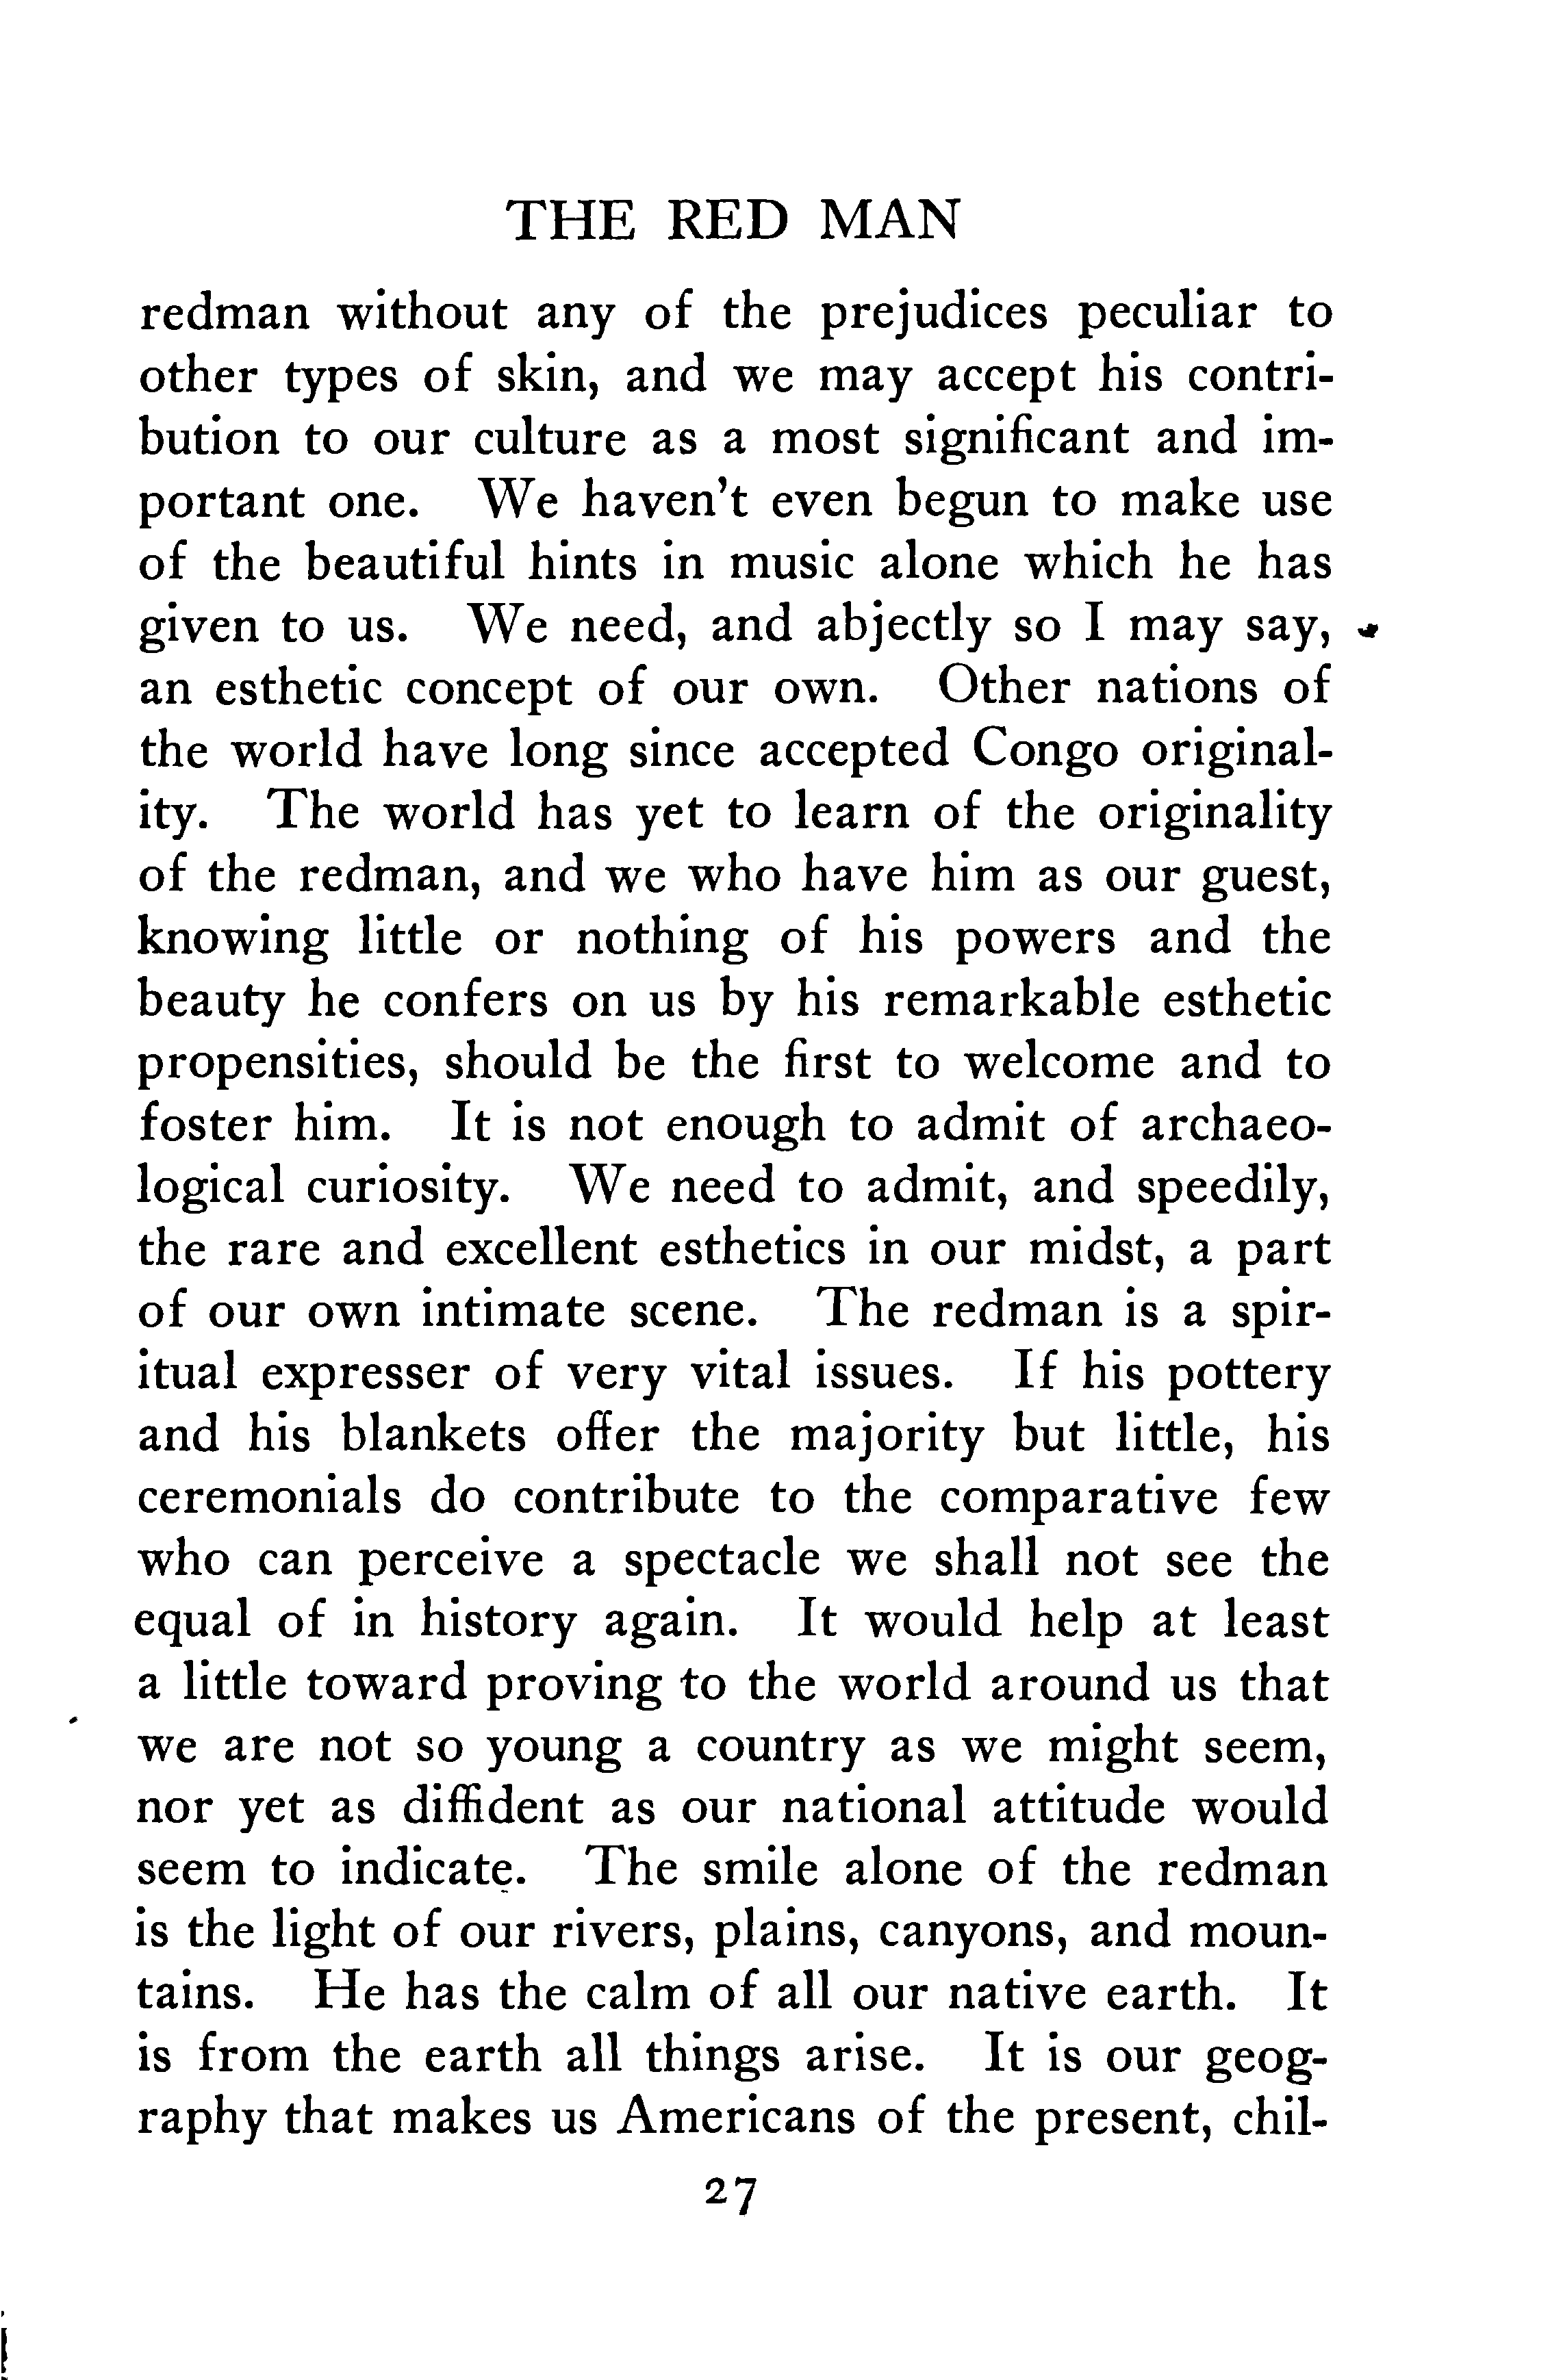 THE RED MAN
redman without any of the prejudices peculiar to
other types of skin, and we may accept his contri-
bution to our culture as a most significant and im-
portant one. We haven't even begun to make use
of the beautiful hints in music alone which he has
given to us. We need, and abjectly so I may say,
an esthetic concept of our own. Other nations of
the world have long since accepted Congo original-
ity. The world has yet to learn of the originality
of the redman, and we who have him as our guest,
knowing little or nothing of his powers and the
beauty he confers on us by his remarkable esthetic
propensities, should be the first to welcome and to
foster him. It is not enough to admit of archaeo-
logical curiosity. We need to admit, and speedily,
the rare and excellent esthetics in our midst, a part
of our own intimate scene. The redman is a spir-
itual expresser of very vital issues. If his pottery
and his blankets offer the majority but little, his
ceremonials do contribute to the comparative few
who can perceive a spectacle we shall not see the
equal of in history again. It would help at least
a little toward proving to the world around us that
we are not so young a country as we might seem,
nor yet as diffident as our national attitude would
seem to indicate. The smile alone of the redman
is the light of our rivers, plains, canyons, and moun-
tains. He has the calm of all our native earth. It
is from the earth all things arise. It is our geog-
raphy that makes us Americans of the present, chil-
27